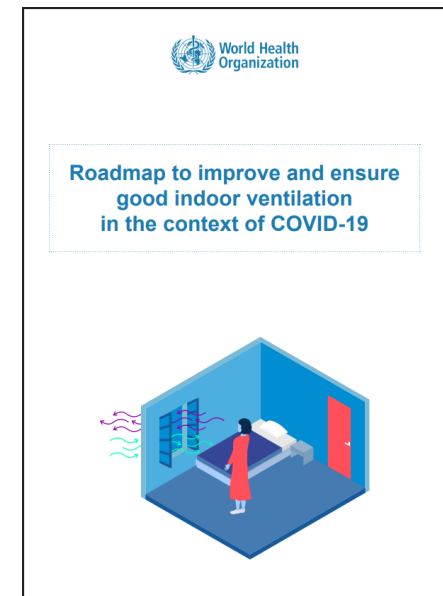 World Health
Organization
Roadmap to improve and ensure
good indoor ventilation
in the context of COVID-19